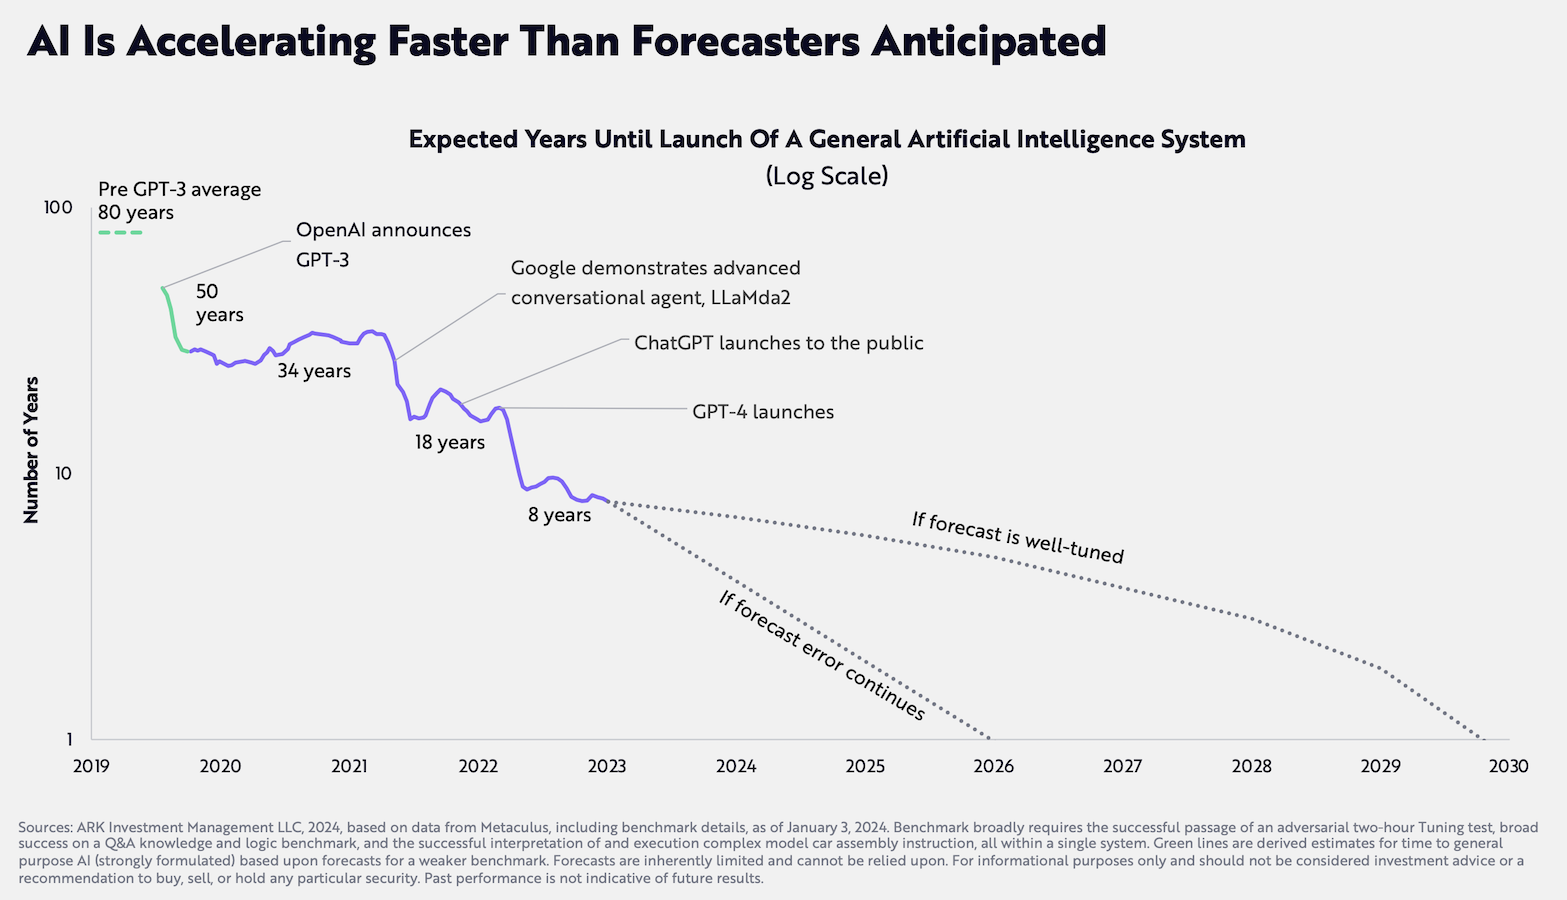 AI Is Accelerating Faster Than Forecasters Anticipated
Expected Years Until Launch Of A General Artificial Intelligence System
(Log Scale)
Pre GPT-3 average
80 years
100
OpenAI announces
GPT-3
Google demonstrates advanced
conversational agent, LLaMda2
50
years
ChatGPT launches to the public
34 years
GPT-4 launches
18 years
Number of Years
10
8 years
If forecast is well-tuned
If forecast error continues
1
2019 2020 2021 2022 2023 2024 2025 2026 2027 2028 2029 2030
Sources: ARK Investment Management LLC, 2024, based on data from Metaculus, including benchmark details, as of January 3, 2024. Benchmark broadly requires the successful passage of an adversarial two-hour Tuning test, broad
success on a Q&A knowledge and logic benchmark, and the successful interpretation of and execution complex model car assembly instruction, all within a single system. Green lines are derived estimates for time to general
purpose AI (strongly formulated) based upon forecasts for a weaker benchmark. Forecasts are inherently limited and cannot be relied upon. For informational purposes only and should not be considered investment advice or a
recommendation to buy, sell, or hold any particular security. Past performance is not indicative of future results.